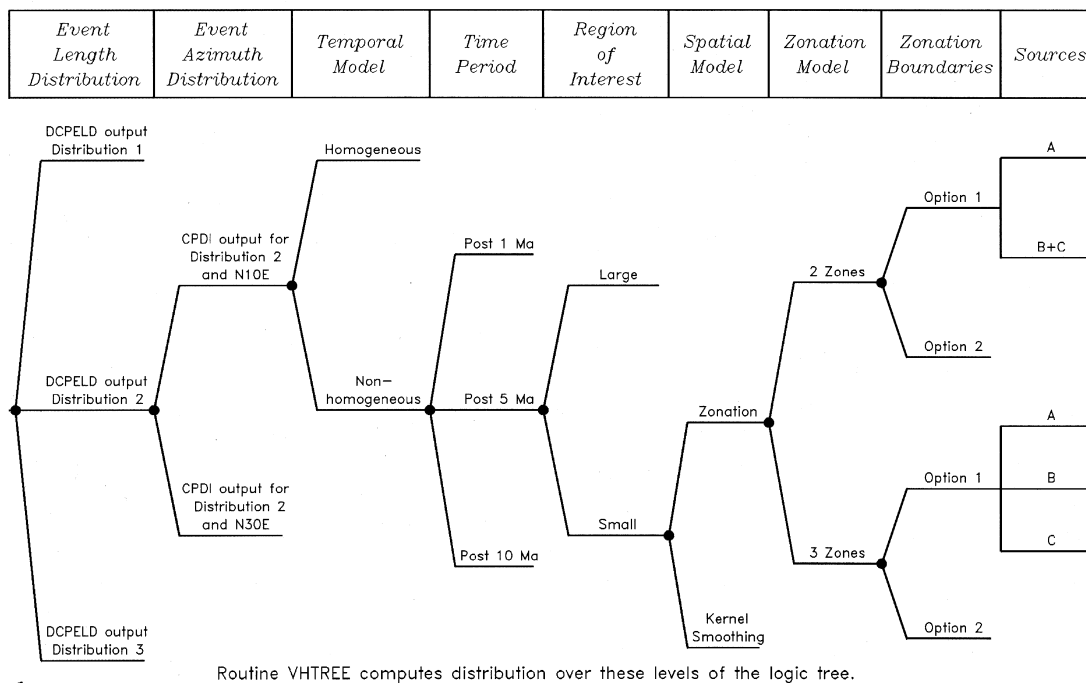 Event
Length
Distribution
Event
Azimuth
Distribution
Temporal
Model
Time
Period
Region
of
Interest
Spatial
Model
Zonation
Model
Zonation
Boundaries
Sources
DCPELD output
Distribution 1
DCPELD output
Distribution 2
DCPELD output
Distribution 3
CPDI output for
Distribution 2
and N10E
CPDI output for
Distribution 2
and N30E
Homogeneous
Non-
homogeneous
Post 1 Ma
Post 5 Ma
Post 10 Ma
Large
Small
Zonation
Kernel
Smoothing
2 Zones
3 Zones
Option 1
Option 2
Option 1
Option 2
A
B+C
A
B
C
Routine VHTREE computes distribution over these levels of the logic tree.